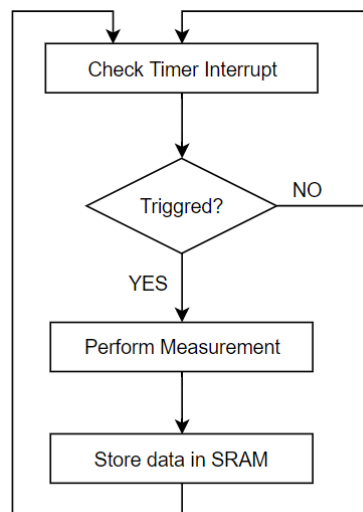 Check Timer Interrupt
Triggred?
NO
YES
Perform Measurement
Store data in SRAM